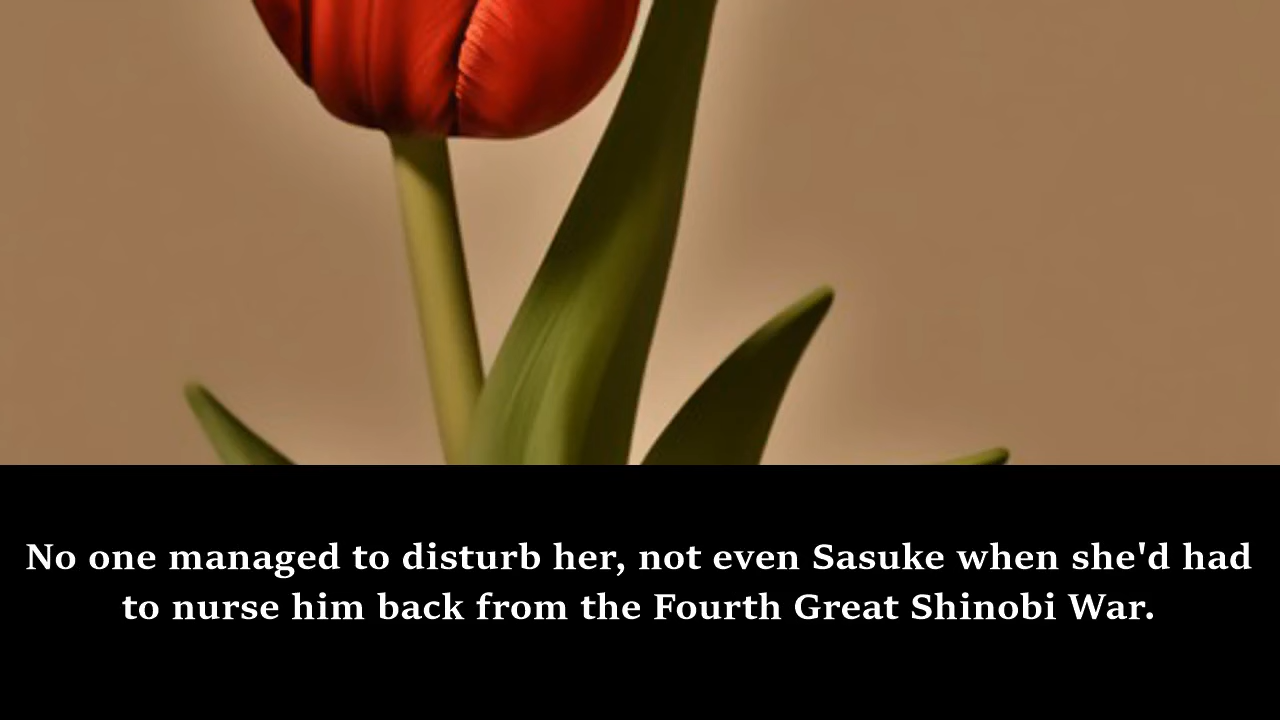 No one managed to disturb her, not even Sasuke when she'd had
to nurse him back from the Fourth Great Shinobi War.